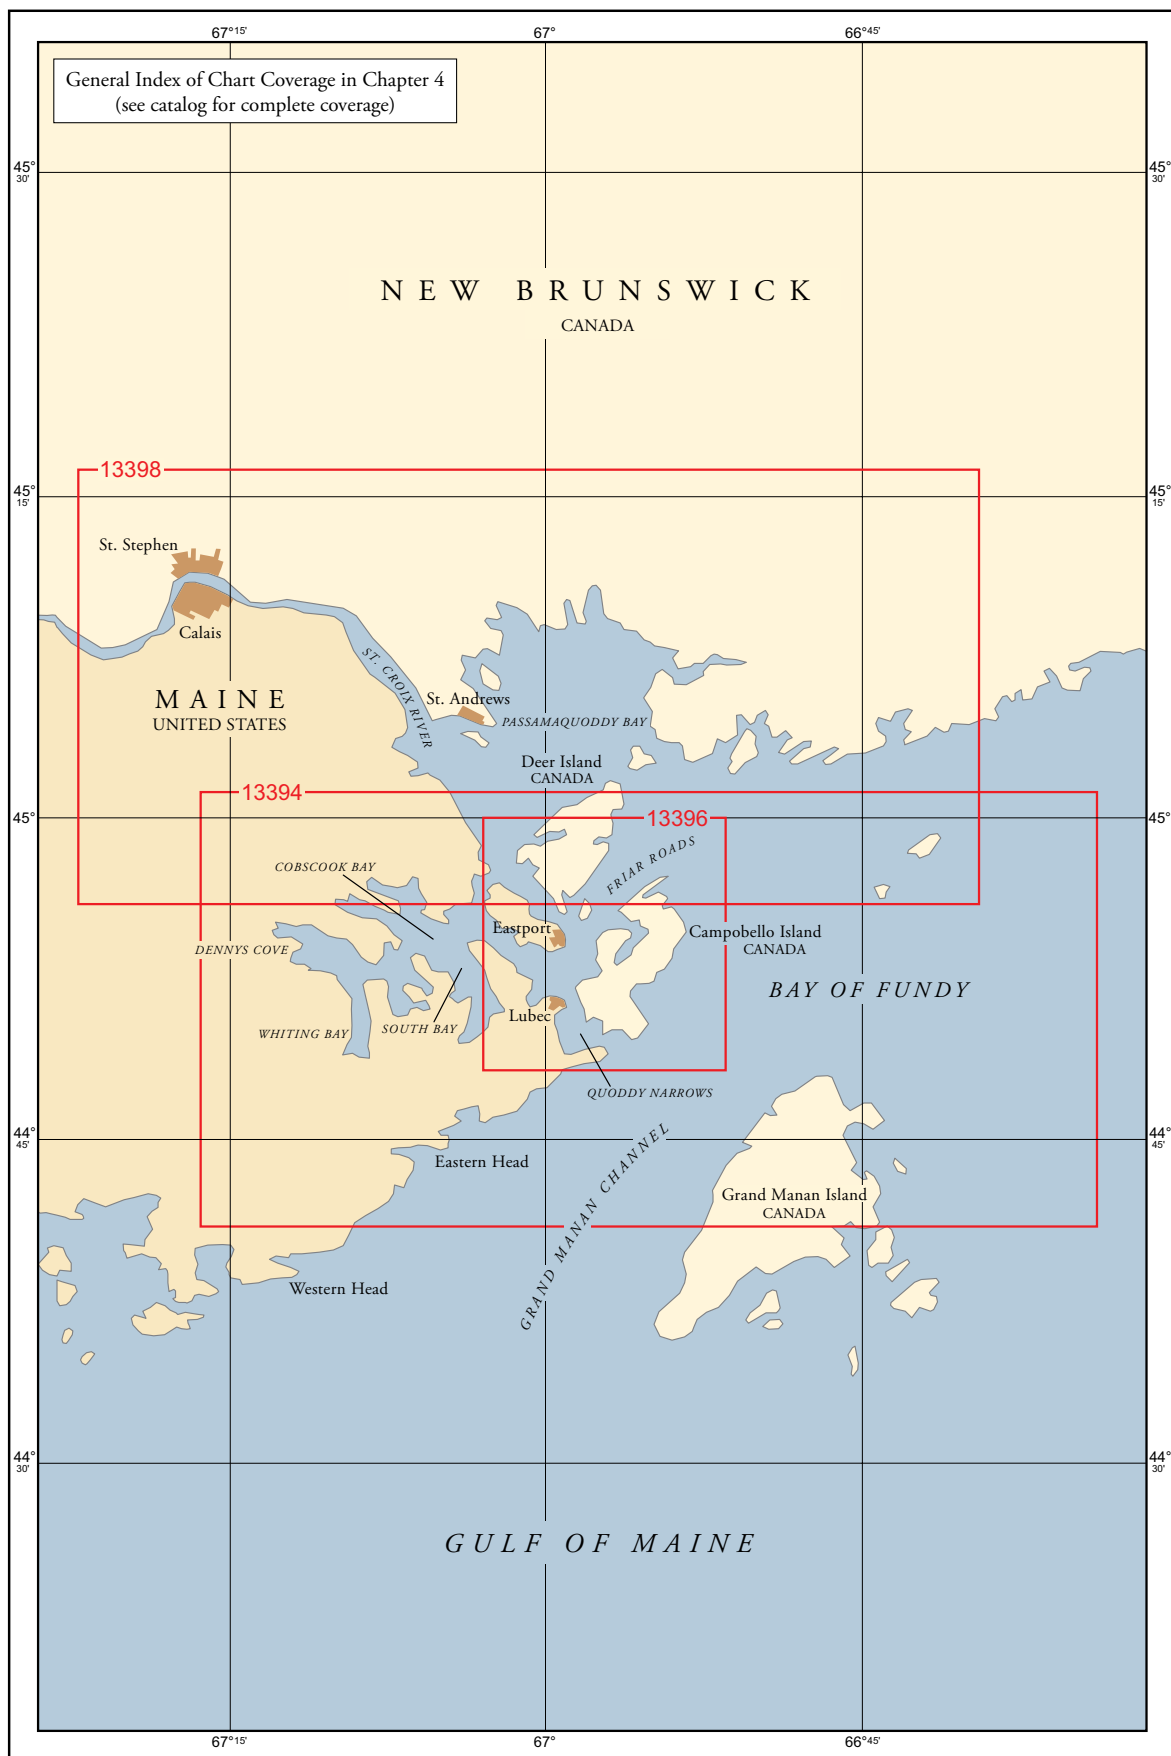 67°15'
67°
66°45'
General Index of Chart Coverage in Chapter 4
(see catalog for complete coverage)
45°
30'
45°
30'
NEW BRUNSWICK
CANADA
13398
45°
15'
45°
15'
St. Stephen
Calais
ST. CROIX RIVER
MAINE
UNITED STATES
St. Andrews
PASSAMAQUODDY BAY
Deer Island
CANADA
13394
45°
13396
45°
COBSCOOK BAY
FRIAR ROADS
Eastport
Campobello Island
CANADA
DENNYS COVE
BAY OF FUNDY
Lubec
WHITING BAY
SOUTH BAY
QUODDY NARROWS
44°
45'
44°
45'
Eastern Head
GRAND MANAN CHANNEL
Grand Manan Island
CANADA
Western Head
44°
30'
44°
30'
GULF OF MAINE
67°15'
67°
66°45'